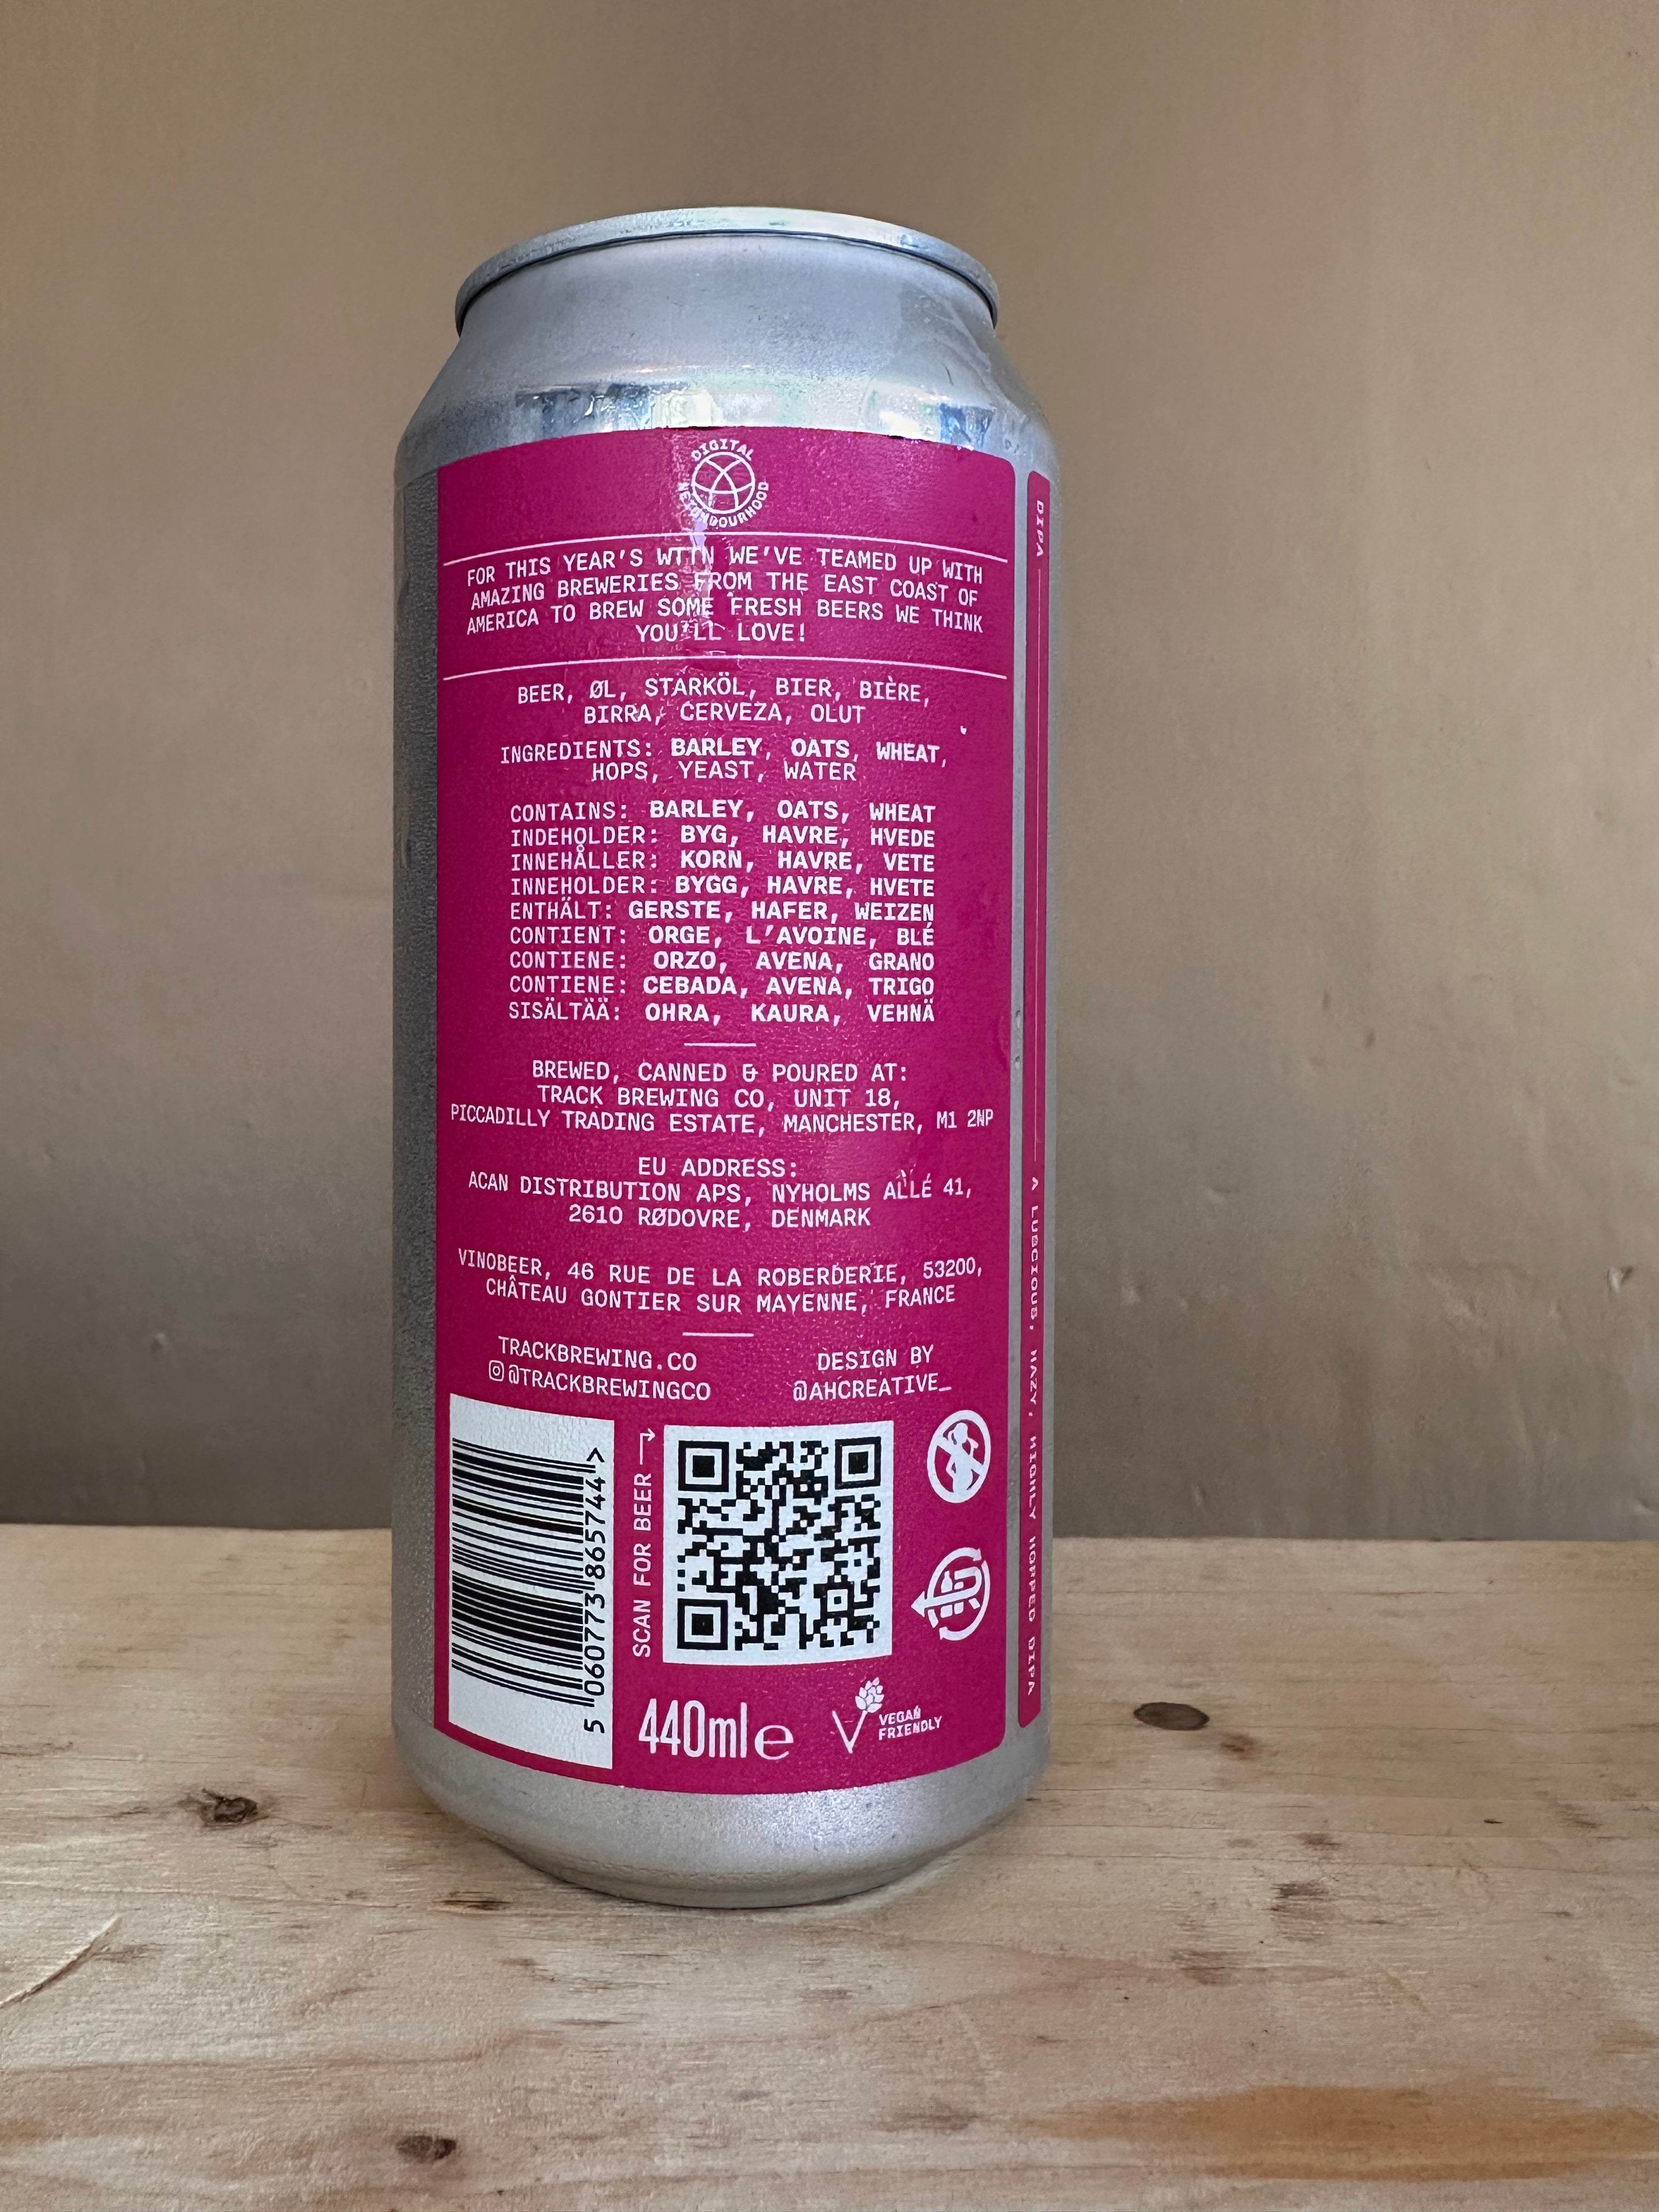 DIGITAL
NEIGHBOURHOOD
FOR THIS YEAR'S WTTN WE'VE TEAMED UP WITH
AMAZING BREWERIES FROM THE EAST COAST OF
AMERICA TO BREW SOME FRESH BEERS WE THINK
YOU'LL LOVE!
BEER, ØL, STARKÖL, BIER, BIÈRE,
BIRRA, CERVEZA, OLUT
INGREDIENTS: BARLEY, OATS, WHEAT,
HOPS, YEAST, WATER
CONTAINS: BARLEY, OATS, WHEAT
INDEHOLDER: BYG, HAVRE, HVEDE
INNEHÅLLER: KORN, HAVRE, VETE
INNEHOLDER: BYGG, HAVRE, HVETE
ENTHÄLT: GERSTE, HAFER, WEIZEN
CONTIENT: ORGE, L'AVOINE, BLÉ
CONTIENE: ORZO, AVENA, GRANO
CONTIENE: CEBADA, AVENA, TRIGO
SISÄLTÄÄ: OHRA, KAURA, VEHNÄ
BREWED, CANNED & POURED AT:
TRACK BREWING CO, UNIT 18,
PICCADILLY TRADING ESTATE, MANCHESTER, M1 2NP
EU ADDRESS:
ACAN DISTRIBUTION APS, NYHOLMS ALLÉ 41,
2610 RØDOVRE, DENMARK
VINOBEER, 46 RUE DE LA ROBERDERIE, 53200,
CHÂTEAU GONTIER SUR MAYENNE, FRANCE
TRACKBREWING.CO
@TRACKBREWINGCO
DESIGN BY
@AHCREATIVE_
5 060773 865744 >
SCAN FOR BEER
440ml e
VEGAN
FRIENDLY
DIPA
A LUSCIOUS, HAZY, HIGHLY HOPPED DIPA